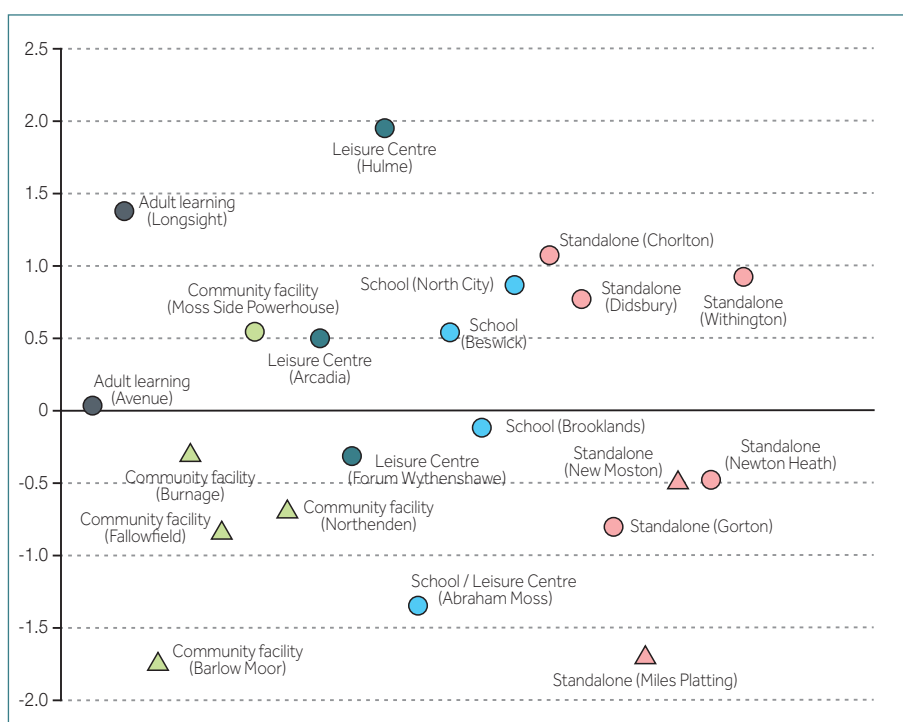 2.5
2.0
Leisure Centre
(Hulme)
1.5
Adult learning
(Longsight)
Standalone (Chorlton)
1.0
School (North City)
Community facility
(Moss Side Powerhouse)
Standalone
(Didsbury)
Standalone
(Withington)
0.5
School
(Beswick)
Leisure Centre
(Arcadia)
Adult learning
(Avenue)
0
School (Brooklands)
Standalone
(New Moston)
Standalone
(Newton Heath)
Leisure Centre
(Forum Wythenshawe)
Community facility
(Burnage)
-0.5
Community facility
(Northenden)
Community facility
(Fallowfield)
Standalone (Gorton)
-1.0
School / Leisure Centre
(Abraham Moss)
-1.5
Community facility
(Barlow Moor)
Standalone (Miles Platting)
-2.0